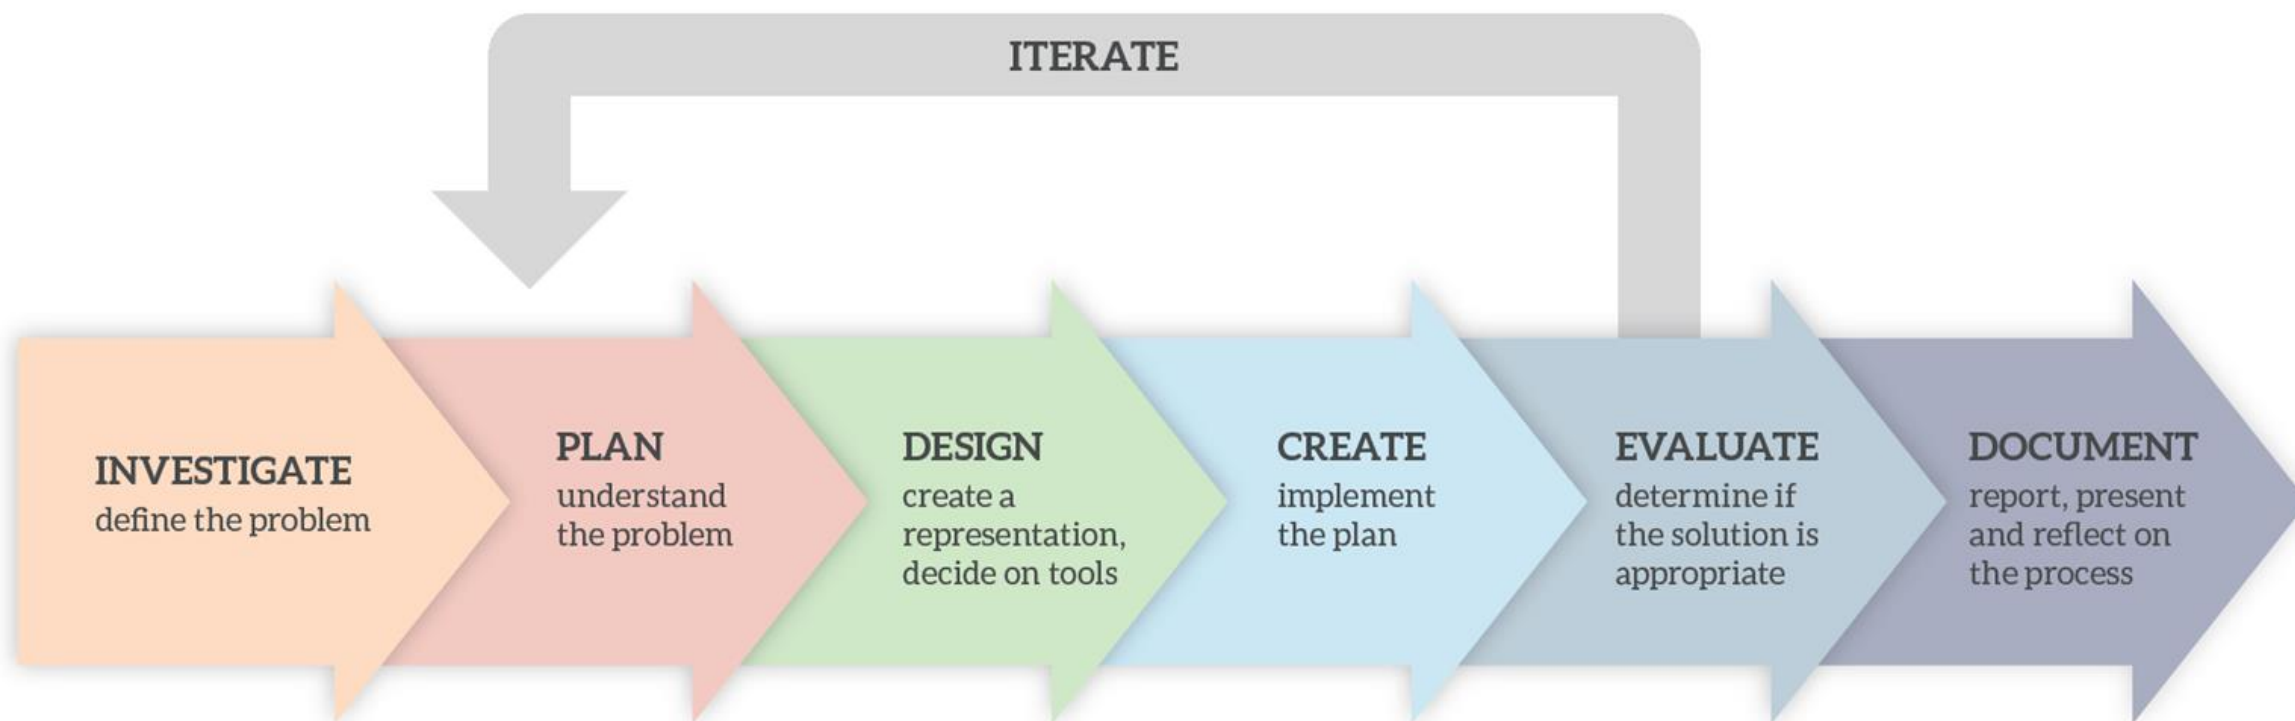 ITERATE
INVESTIGATE
define the problem
PLAN
understand
the problem
DESIGN
create a
representation,
decide on tools
CREATE
implement
the plan
EVALUATE
determine if
the solution is
appropriate
DOCUMENT
report, present
and reflect on
the process